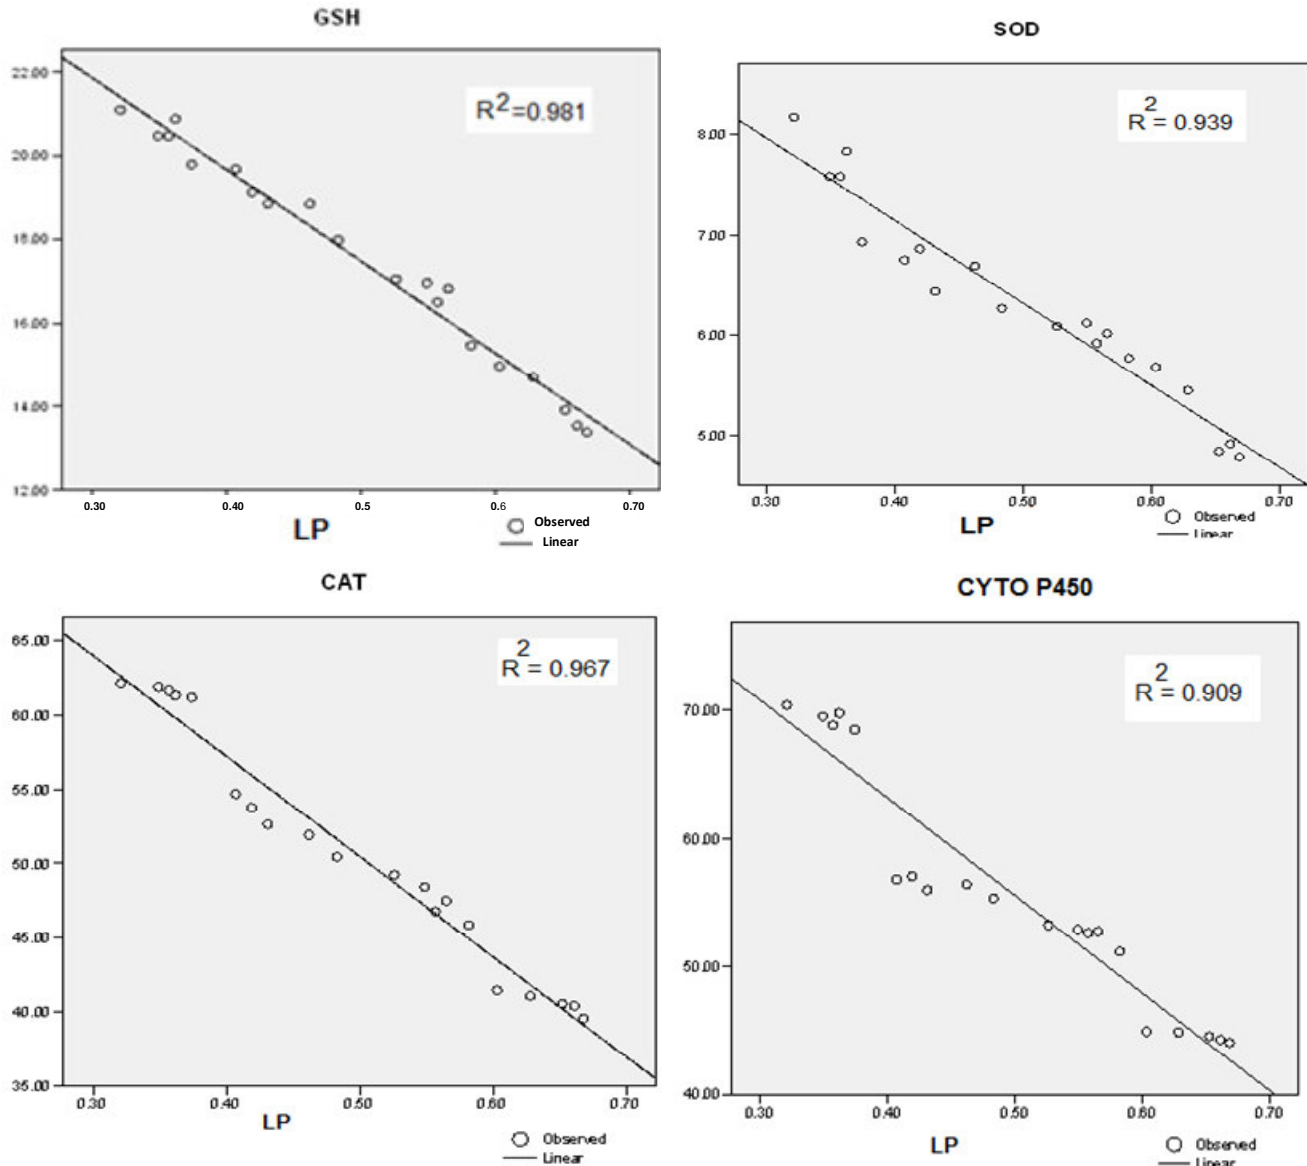 GSH
22.00
20.00
18.00
16.00
14.00
12.00
R2=0.981
0.30 0.40 0.5 0.60 0.70
LP
Observed
Linear
SOD
8.00
7.00
6.00
5.00
2
R = 0.939
0.30 0.40 0.50 0.60 0.70
LP
Observed
Linear
CAT
65.00
60.00
55.00
50.00
45.00
40.00
35.00
2
R = 0.967
0.30 0.40 0.50 0.60 0.70
LP
Observed
Linear
CYTO P450
70.00
60.00
50.00
40.00
2
R = 0.909
0.30 0.40 0.50 0.60 0.70
LP
Observed
Linear